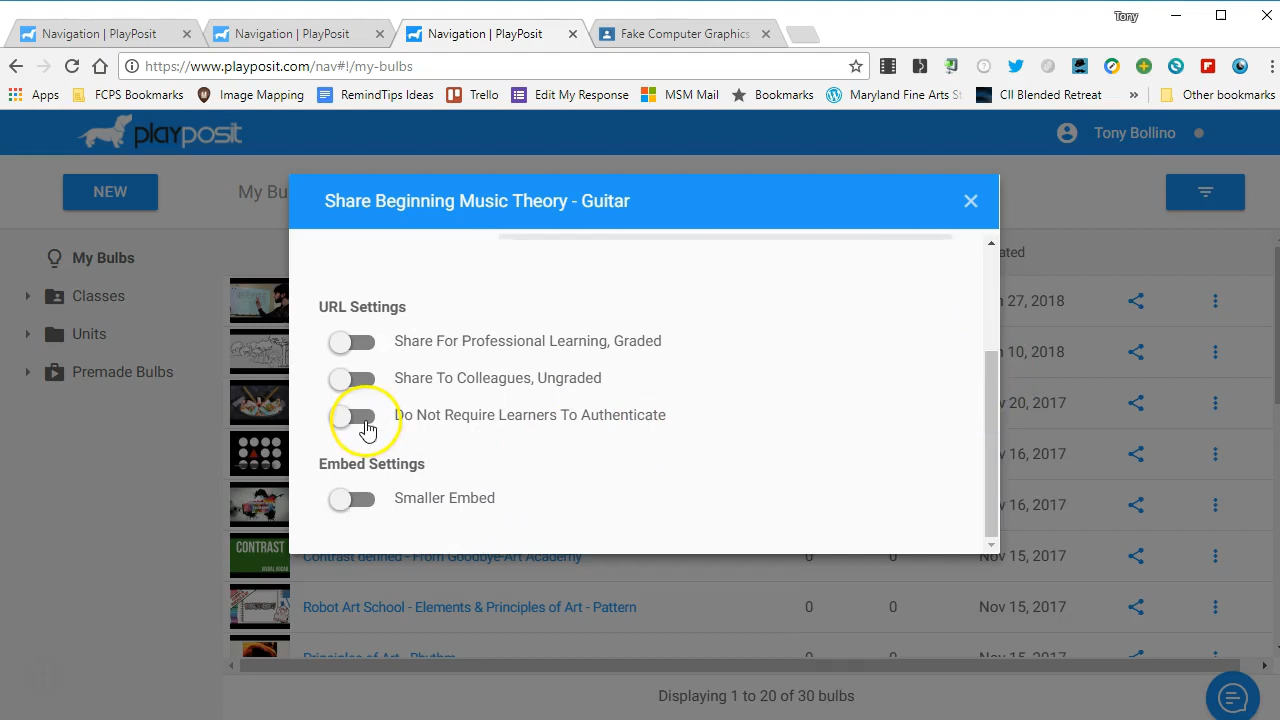 Tony
Navigation | PlayPosit
Navigation | PlayPosit
Navigation | PlayPosit
Fake Computer Graphics
https://www.playposit.com/nav#!/my-bulbs
Apps FCPS Bookmarks Image Mapping RemindTips Ideas Trello Edit My Response MSM Mail Bookmarks Maryland Fine Arts St CII Blended Retreat » Other bookmarks
playposit
Tony Bollino
NEW
My Bu
Share Beginning Music Theory - Guitar
My Bulbs
Classes
Units
Premade Bulbs
ated
URL Settings
Share For Professional Learning, Graded
Share To Colleagues, Ungraded
Do Not Require Learners To Authenticate
Embed Settings
Smaller Embed
n 27, 2018
n 10, 2018
v 20, 2017
v 16, 2017
v 16, 2017
CONTRAST
Contrast defined - From Goodbye-Art Academy 0 0 Nov 15, 2017
Robot Art School - Elements & Principles of Art - Pattern 0 0 Nov 15, 2017
Principles of Art - Rhythm
Displaying 1 to 20 of 30 bulbs